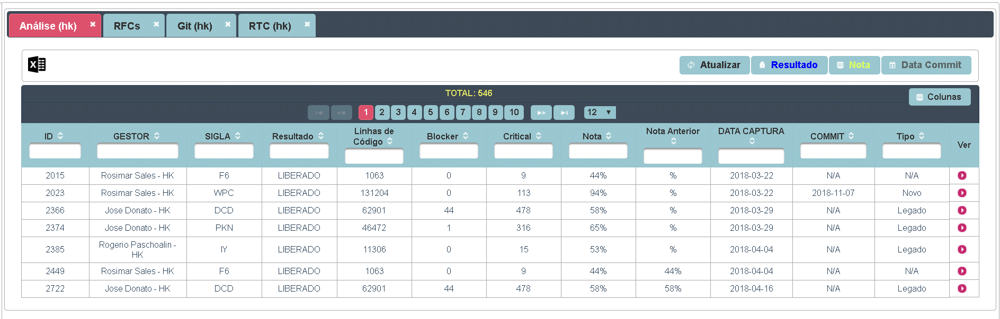 Análise (hk) RFCs Git (hk) RTC (hk)
Atualizar Resultado Nota Data Commit
TOTAL: 546
Colunas
1 2 3 4 5 6 7 8 9 10 12
ID GESTOR SIGLA Resultado Linhas de Código Blocker Critical Nota Nota Anterior DATA CAPTURA COMMIT Tipo Ver
2015 Rosimar Sales - HK F6 LIBERADO 1063 0 9 44% % 2018-03-22 N/A N/A
2023 Rosimar Sales - HK WPC LIBERADO 131204 0 113 94% % 2018-03-22 2018-11-07 Novo
2366 Jose Donato - HK DCD LIBERADO 62901 44 478 58% % 2018-03-29 N/A Legado
2374 Jose Donato - HK PKN LIBERADO 46472 1 316 65% % 2018-03-29 N/A Legado
2385 Rogerio Paschoalin - HK IY LIBERADO 11306 0 15 53% % 2018-04-04 N/A Legado
2449 Rosimar Sales - HK F6 LIBERADO 1063 0 9 44% 44% 2018-04-04 N/A N/A
2722 Jose Donato - HK DCD LIBERADO 62901 44 478 58% 58% 2018-04-16 N/A Legado